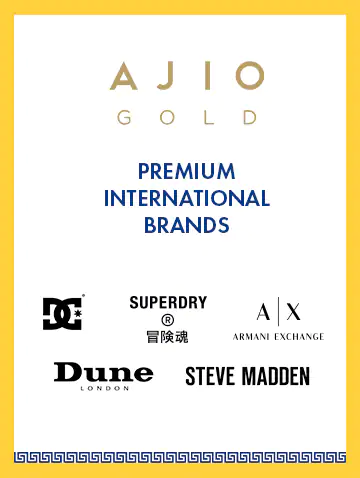 AJIO
GOLD
PREMIUM
INTERNATIONAL
BRANDS
DC
SUPERDRY
®
冒険魂
A|X
ARMANI EXCHANGE
Dune
LONDON
STEVE MADDEN